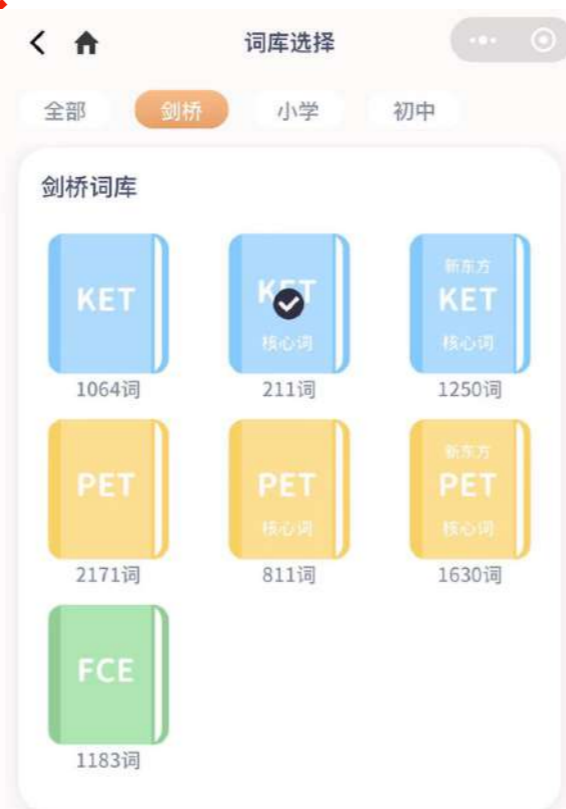 词库选择
全部 剑桥 小学 初中
剑桥词库
KET
1064词
KET
核心词
211词
新东方
KET
核心词
1250词
PET
2171词
PET
核心词
811词
新东方
PET
核心词
1630词
FCE
1183词